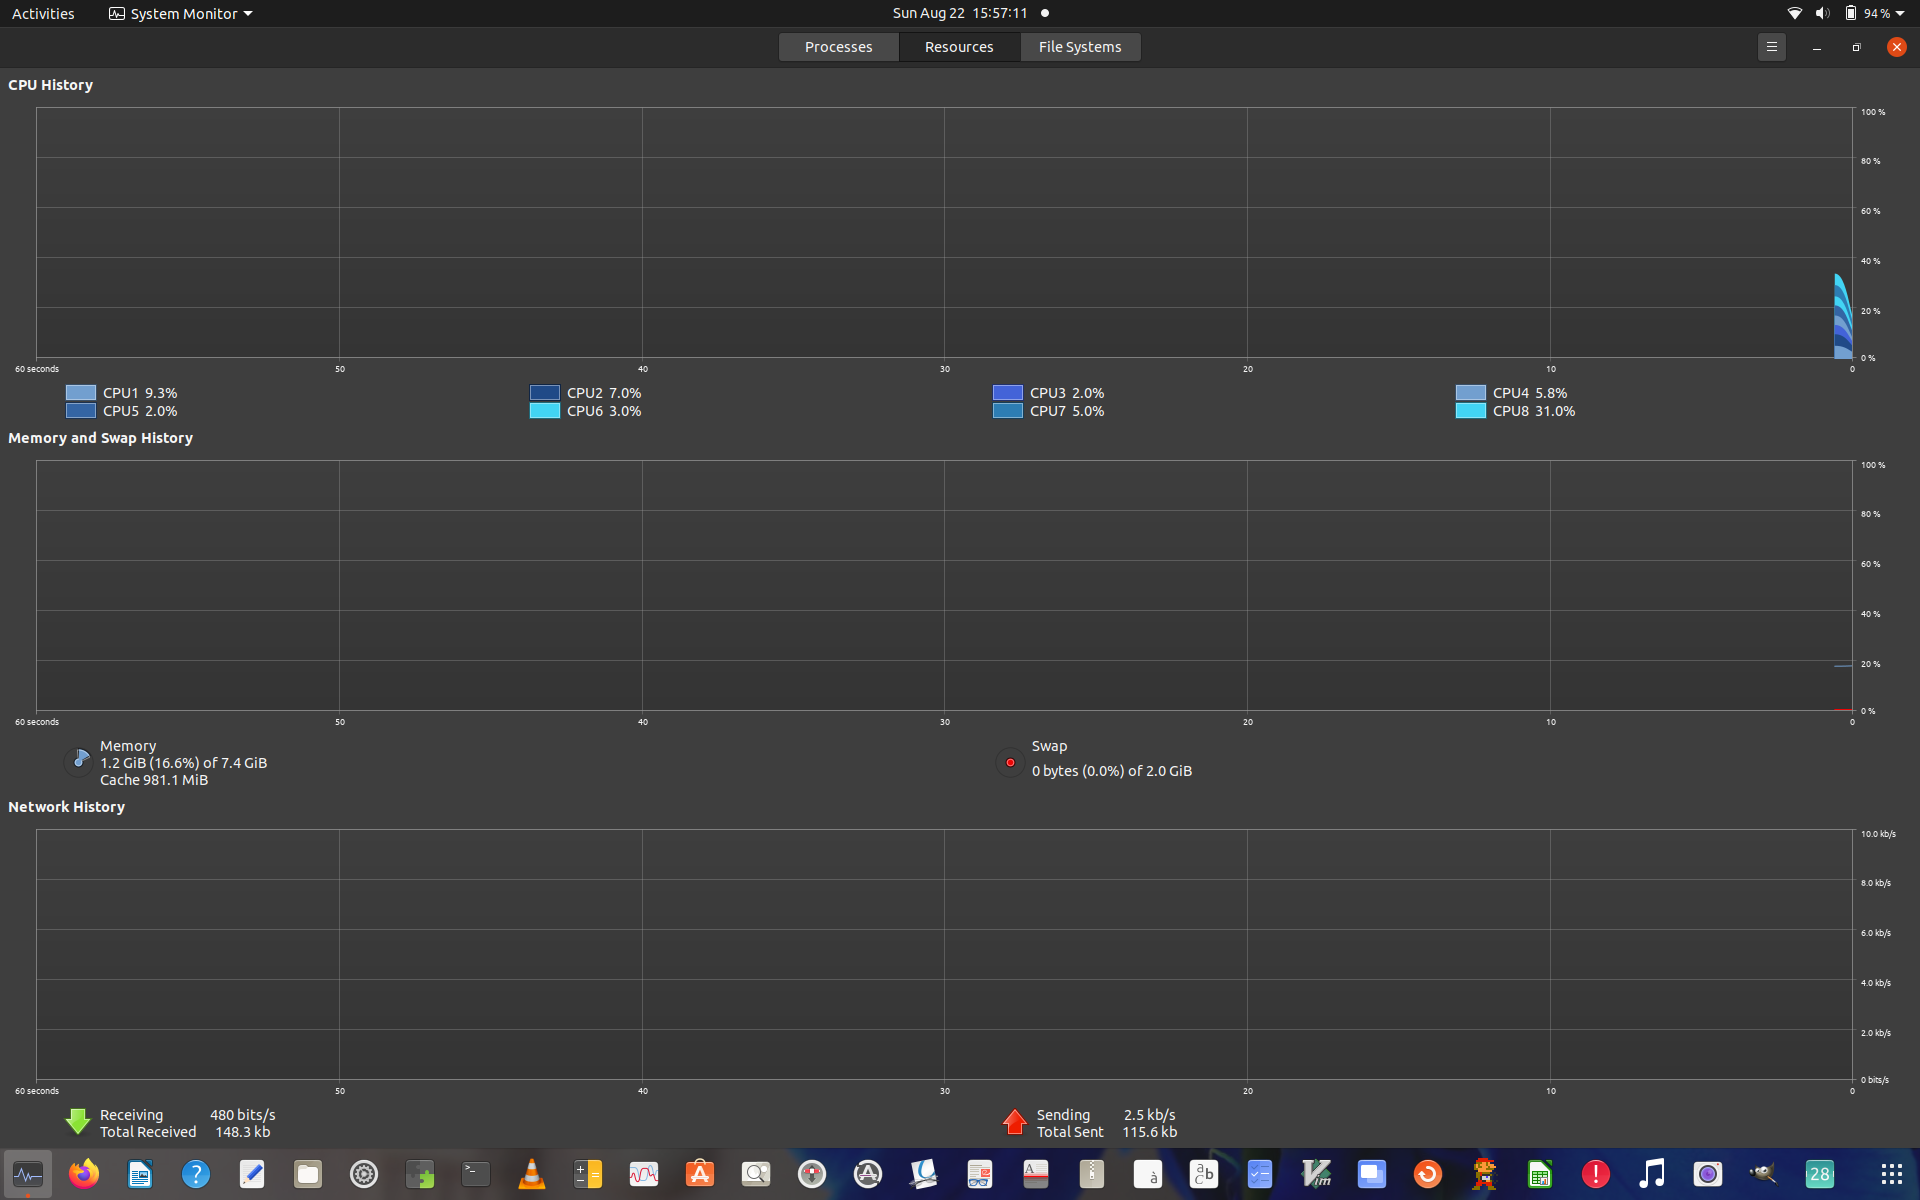 Activities System Monitor Sun Aug 22 15:57:11 94 %
Processes Resources File Systems
CPU History
100 %
80 %
60 %
40 %
20 %
0 %
60 seconds 50 40 30 20 10 0
CPU1 9.3% CPU2 7.0% CPU3 2.0% CPU4 5.8%
CPU5 2.0% CPU6 3.0% CPU7 5.0% CPU8 31.0%
Memory and Swap History
100 %
80 %
60 %
40 %
20 %
0 %
60 seconds 50 40 30 20 10 0
Memory
1.2 GiB (16.6%) of 7.4 GiB
Cache 981.1 MiB
Swap
0 bytes (0.0%) of 2.0 GiB
Network History
10.0 kb/s
8.0 kb/s
6.0 kb/s
4.0 kb/s
2.0 kb/s
0 bits/s
60 seconds 50 40 30 20 10 0
Receiving 480 bits/s
Total Received 148.3 kb
Sending 2.5 kb/s
Total Sent 115.6 kb
28